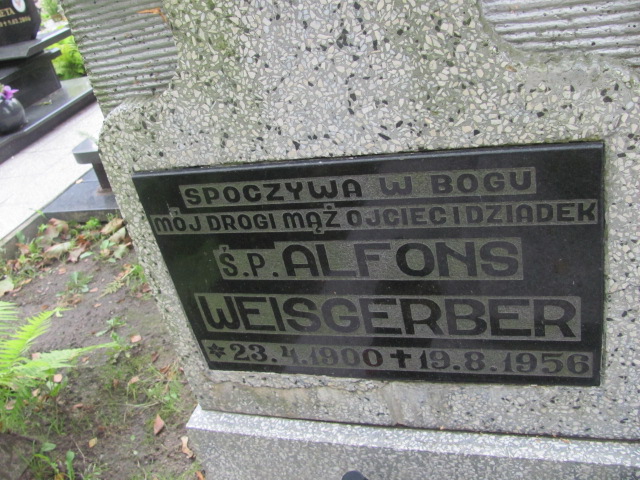 SPOCZYWA W BOGU
MÓJ DROGI MĄŻ OJCIEC I DZIADEK
Ś.P. ALFONS
WEISGERBER
* 23.4.1900 ✝ 19.8.1956